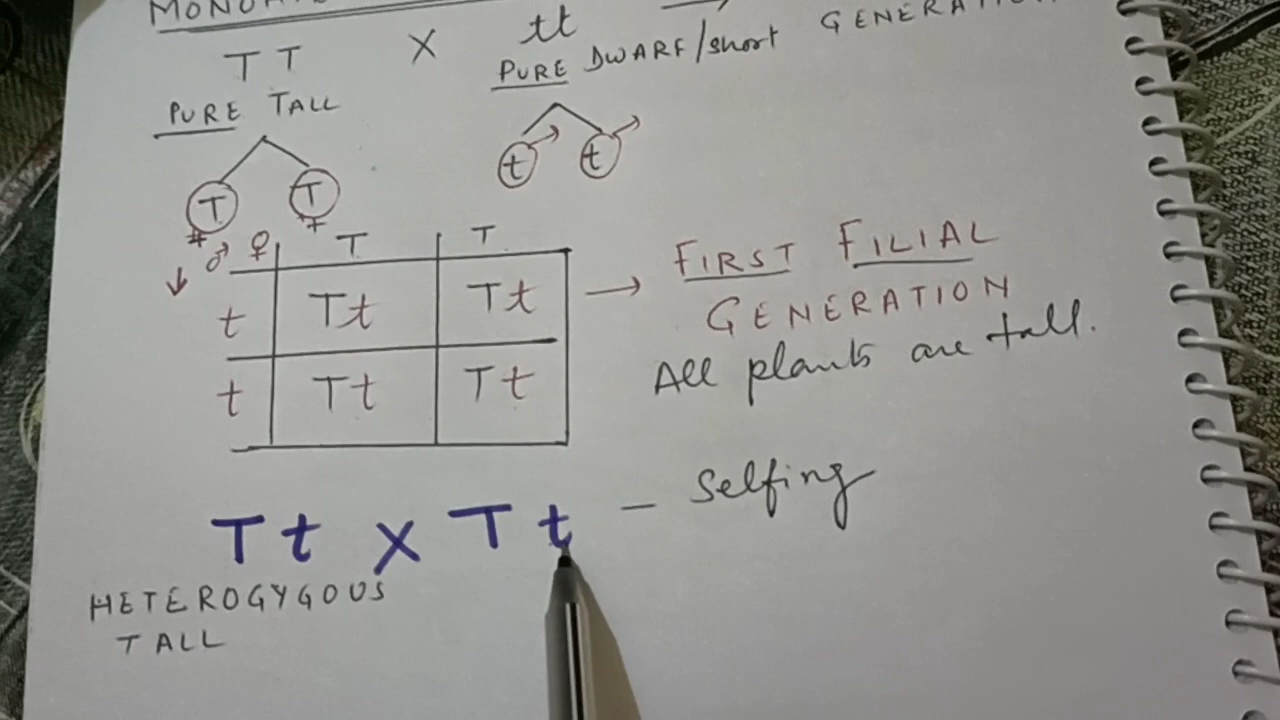 TT X tt GENERATION
PURE TALL PURE DWARF/short
T T t t
♂ ♀ T T
t Tt Tt → FIRST FILIAL
GENERATION
t Tt Tt All plants are tall.
Tt X Tt — Selfing
HETEROGYGOUS
TALL